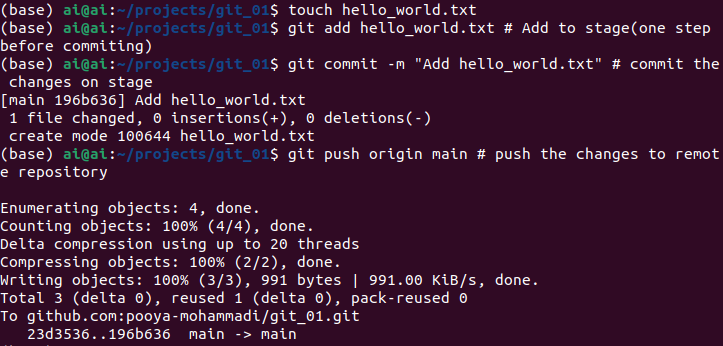 (base) ai@ai:~/projects/git_01$ touch hello_world.txt
(base) ai@ai:~/projects/git_01$ git add hello_world.txt # Add to stage(one step
before commiting)
(base) ai@ai:~/projects/git_01$ git commit -m "Add hello_world.txt" # commit the
 changes on stage
[main 196b636] Add hello_world.txt
 1 file changed, 0 insertions(+), 0 deletions(-)
 create mode 100644 hello_world.txt
(base) ai@ai:~/projects/git_01$ git push origin main # push the changes to remot
e repository

Enumerating objects: 4, done.
Counting objects: 100% (4/4), done.
Delta compression using up to 20 threads
Compressing objects: 100% (2/2), done.
Writing objects: 100% (3/3), 991 bytes | 991.00 KiB/s, done.
Total 3 (delta 0), reused 1 (delta 0), pack-reused 0
To github.com:pooya-mohammadi/git_01.git
   23d3536..196b636  main -> main